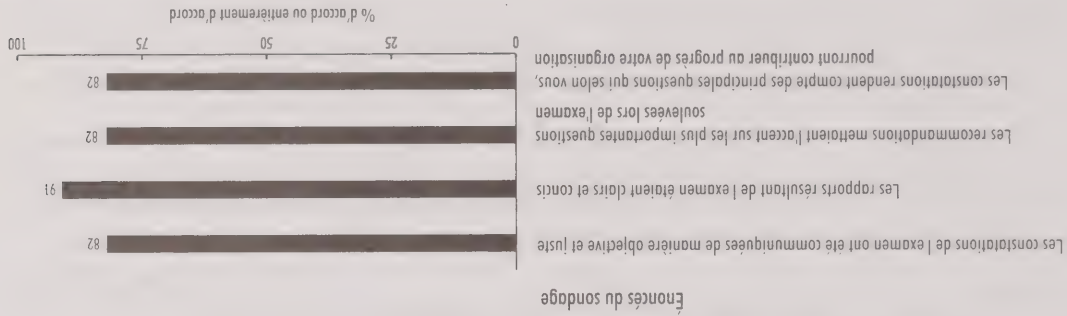 Énoncés du sondage
Les constatations de l'examen ont été communiquées de manière objective et juste
82
Les rapports résultant de l'examen étaient clairs et concis
91
Les recommandations mettaient l'accent sur les plus importantes questions
soulevées lors de l'examen
82
Les constatations rendent compte des principales questions qui selon vous,
pourront contribuer au progrès de votre organisation
82
0 25 50 75 100
% d'accord ou entièrement d'accord